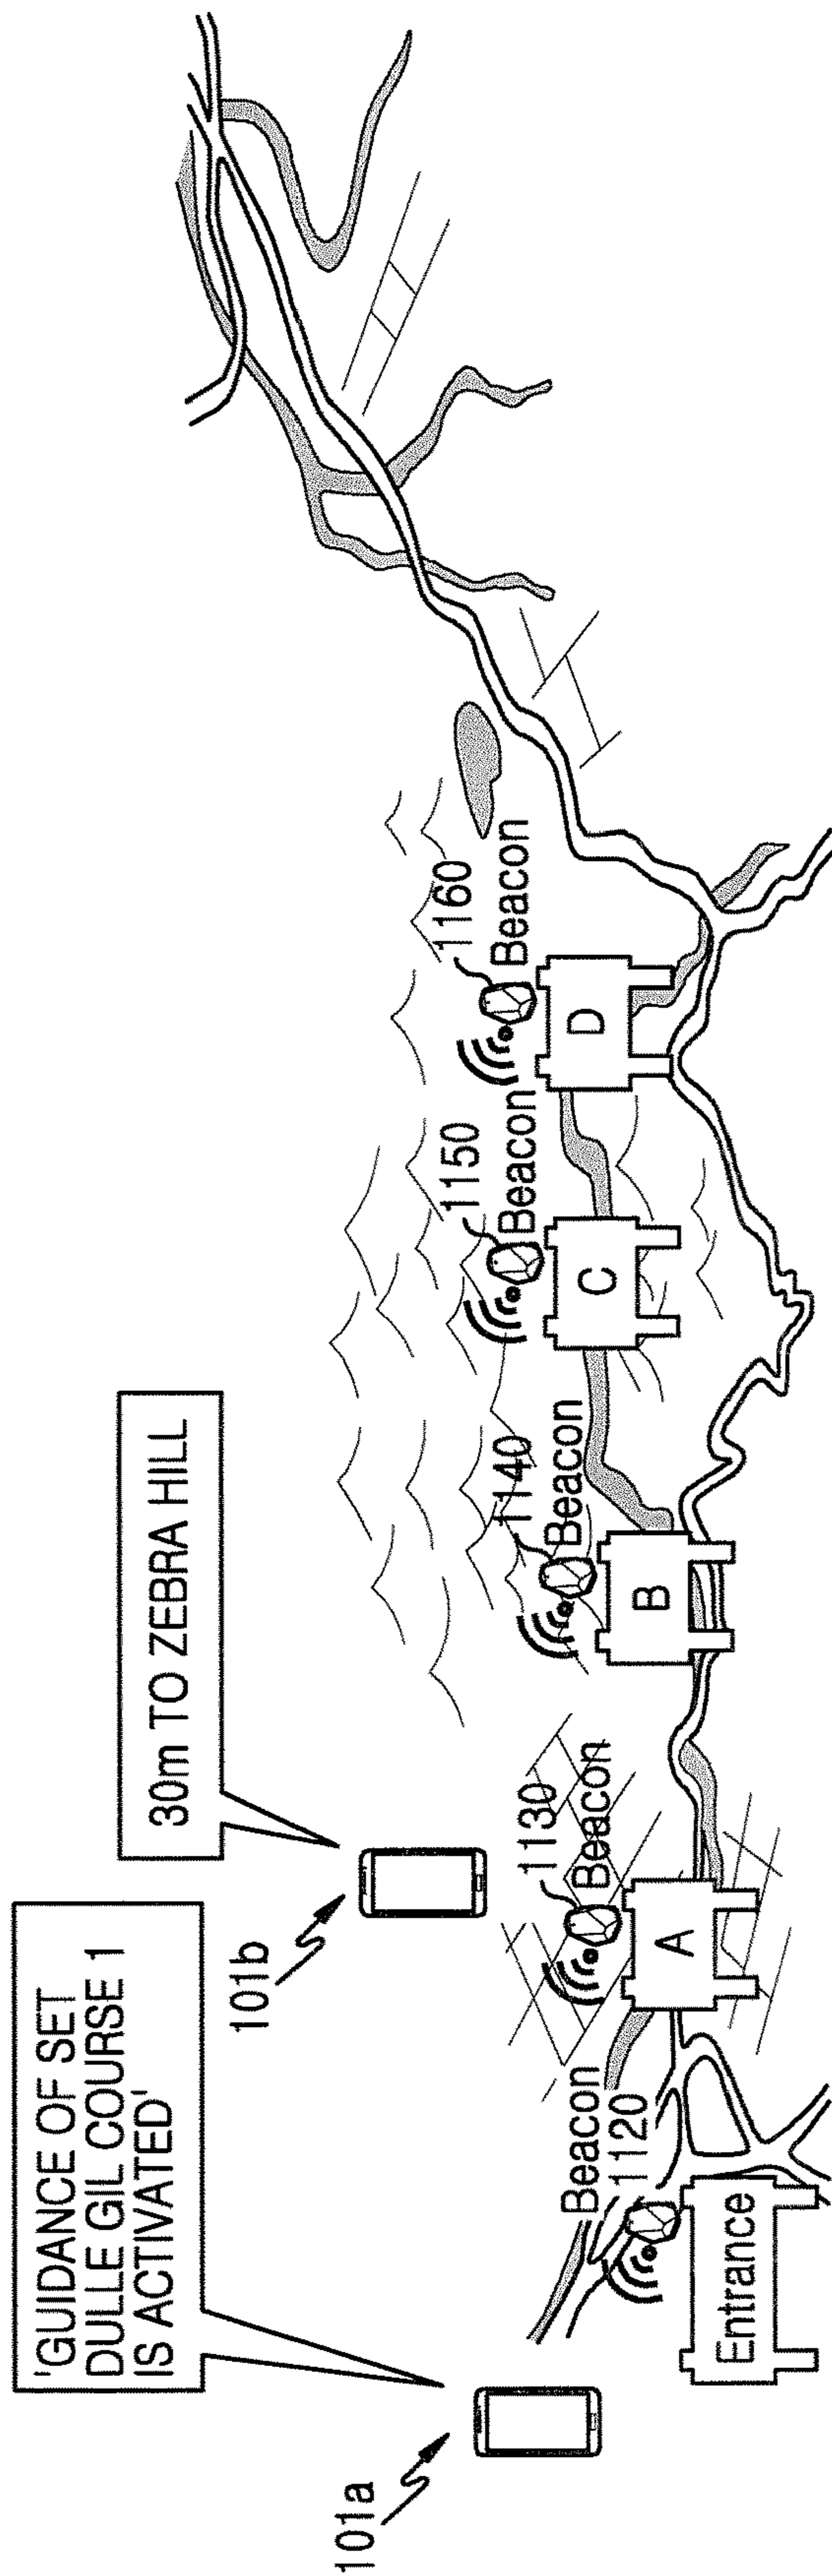 'GUIDANCE OF SET
DULLE GIL COURSE 1
IS ACTIVATED'
30m TO ZEBRA HILL
101a
101b
Beacon
1120
Entrance
1130
Beacon
A
1140
Beacon
B
1150
Beacon
C
1160
Beacon
D